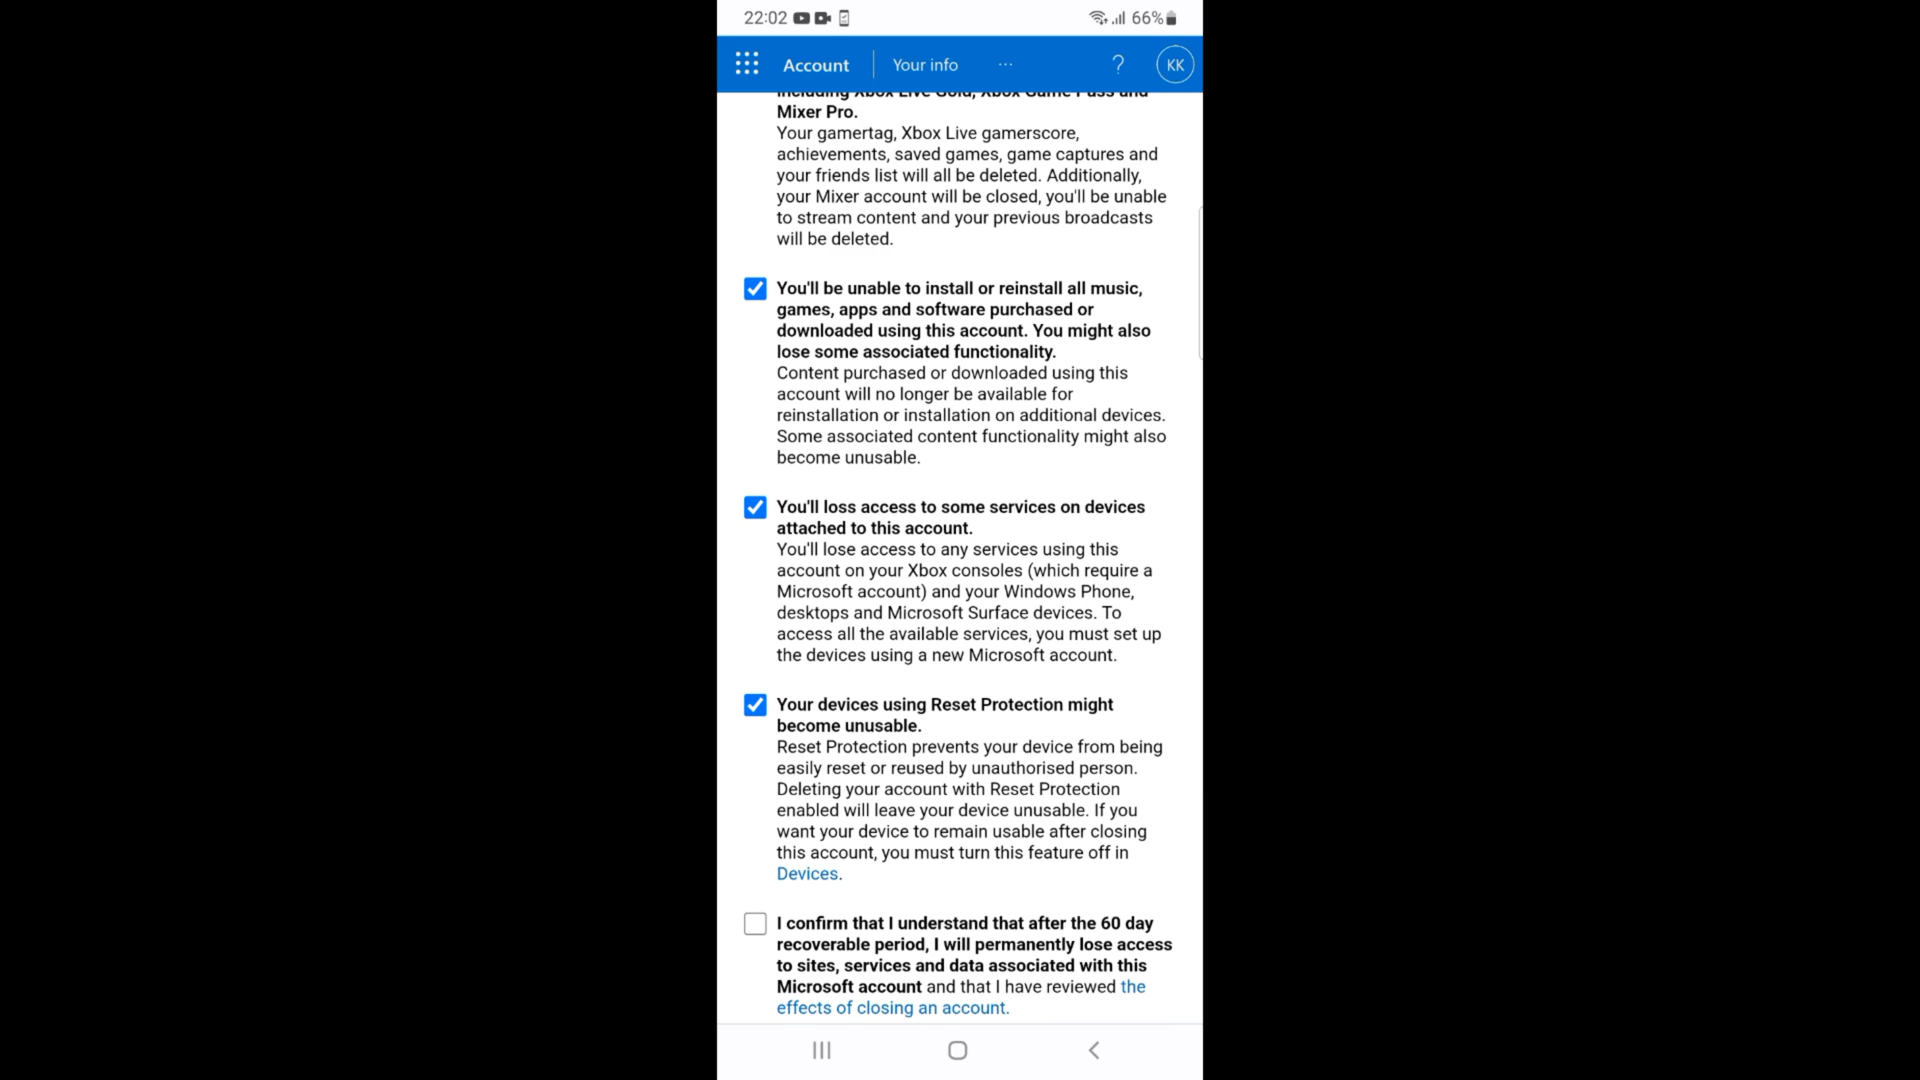 22:02
66%
Account
Your info
...
?
KK
including Xbox Live Gold, Xbox Game Pass and
Mixer Pro.
Your gamertag, Xbox Live gamerscore,
achievements, saved games, game captures and
your friends list will all be deleted. Additionally,
your Mixer account will be closed, you'll be unable
to stream content and your previous broadcasts
will be deleted.
You'll be unable to install or reinstall all music,
games, apps and software purchased or
downloaded using this account. You might also
lose some associated functionality.
Content purchased or downloaded using this
account will no longer be available for
reinstallation or installation on additional devices.
Some associated content functionality might also
become unusable.
You'll loss access to some services on devices
attached to this account.
You'll lose access to any services using this
account on your Xbox consoles (which require a
Microsoft account) and your Windows Phone,
desktops and Microsoft Surface devices. To
access all the available services, you must set up
the devices using a new Microsoft account.
Your devices using Reset Protection might
become unusable.
Reset Protection prevents your device from being
easily reset or reused by unauthorised person.
Deleting your account with Reset Protection
enabled will leave your device unusable. If you
want your device to remain usable after closing
this account, you must turn this feature off in
Devices.
I confirm that I understand that after the 60 day
recoverable period, I will permanently lose access
to sites, services and data associated with this
Microsoft account and that I have reviewed the
effects of closing an account.